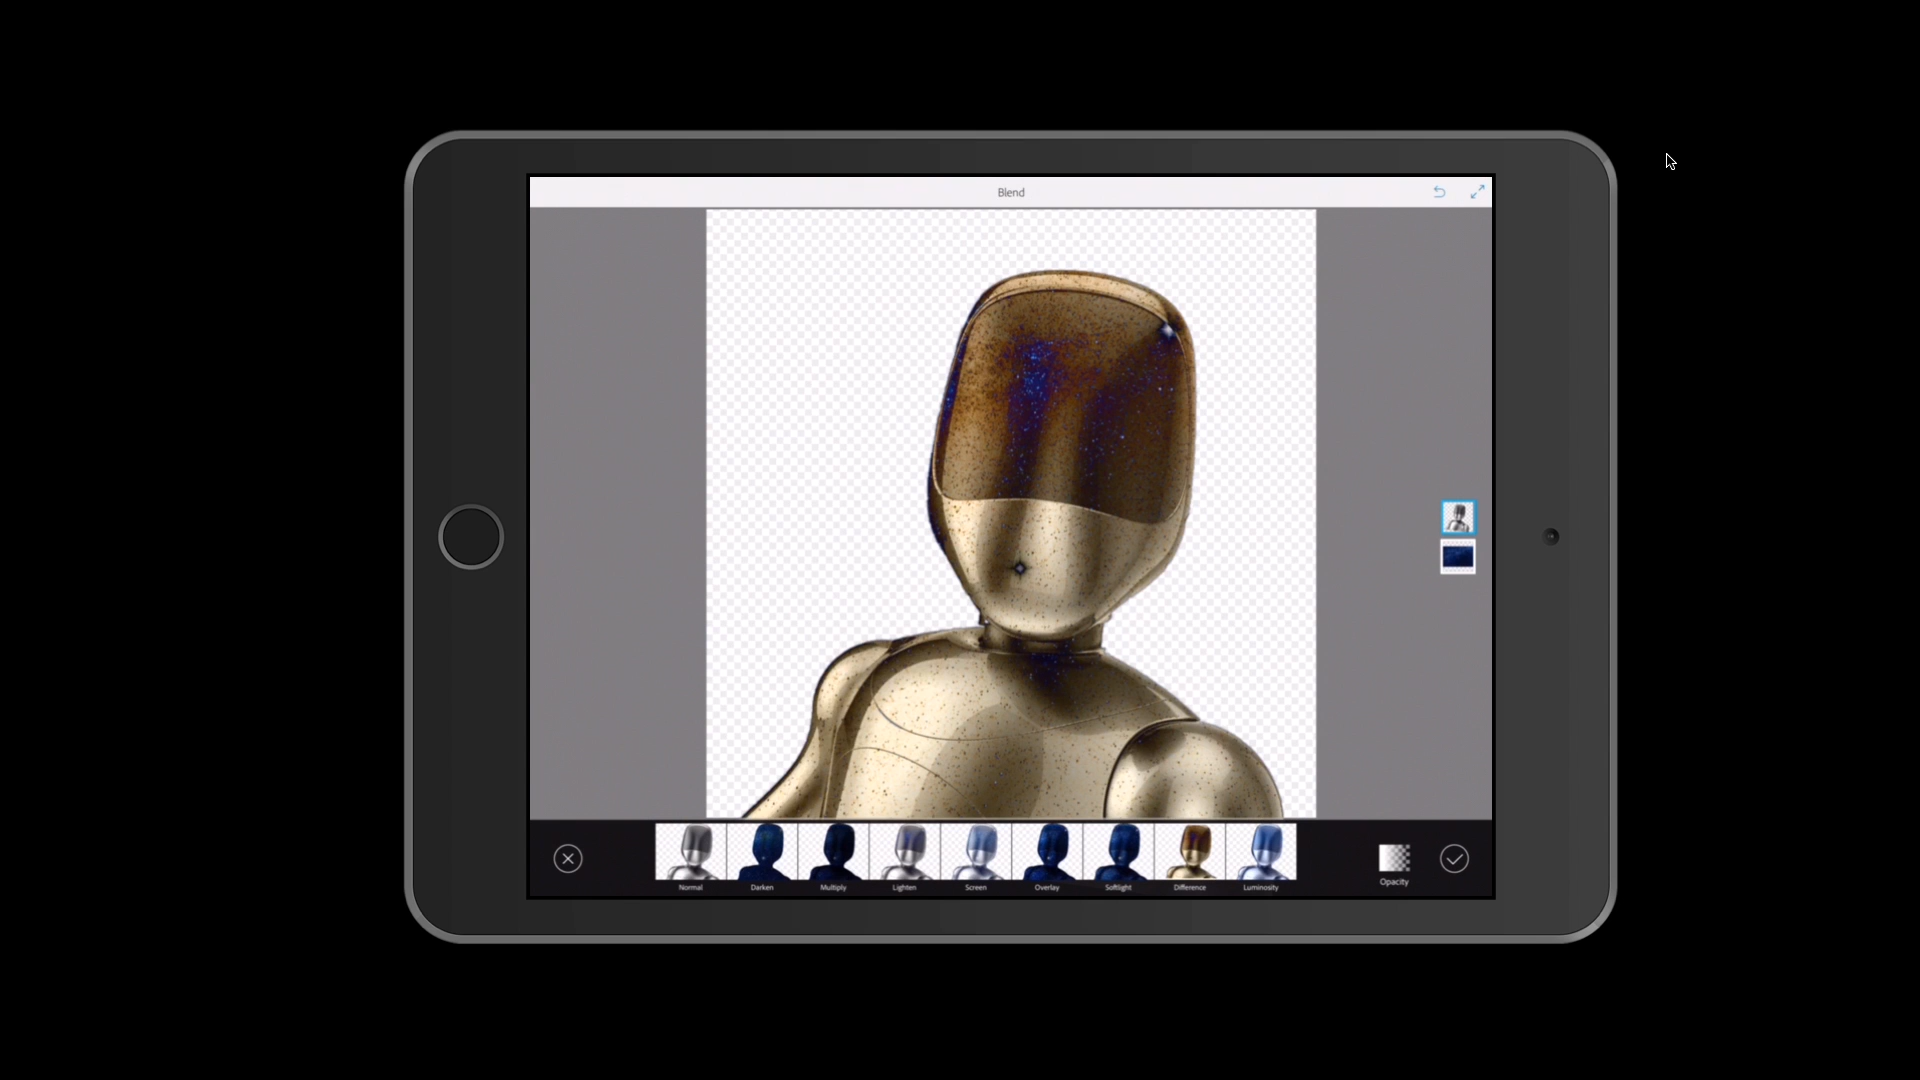 Blend
Normal
Darken
Multiply
Lighten
Screen
Overlay
Softlight
Difference
Luminosity
Opacity